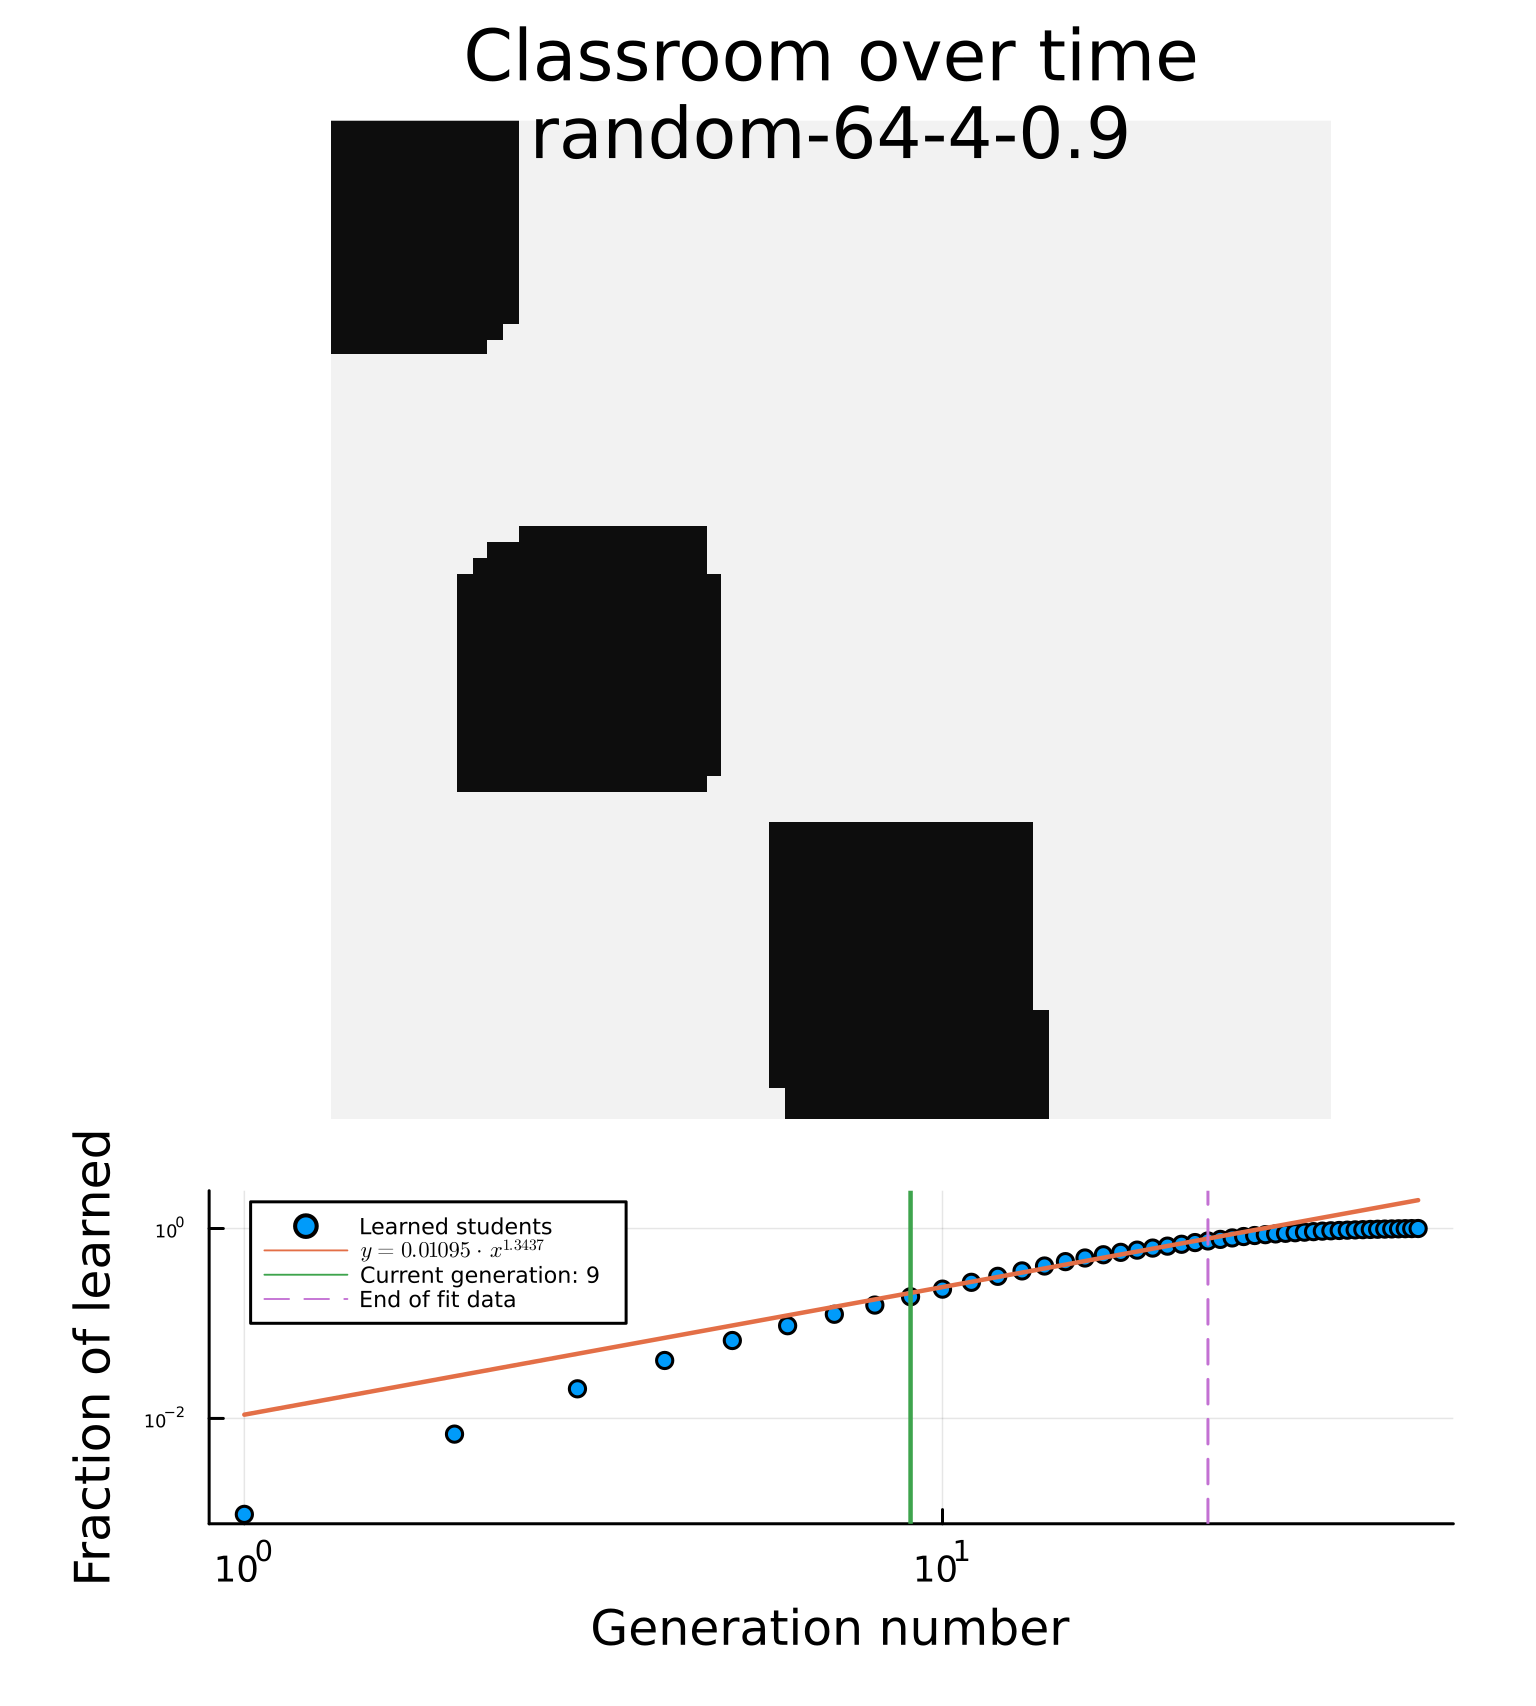 Classroom over time
random-64-4-0.9
Fraction of learned
10^0
10^-2
Learned students
y = 0.01095 · x^1.3437
Current generation: 9
End of fit data
10^0
10^1
Generation number